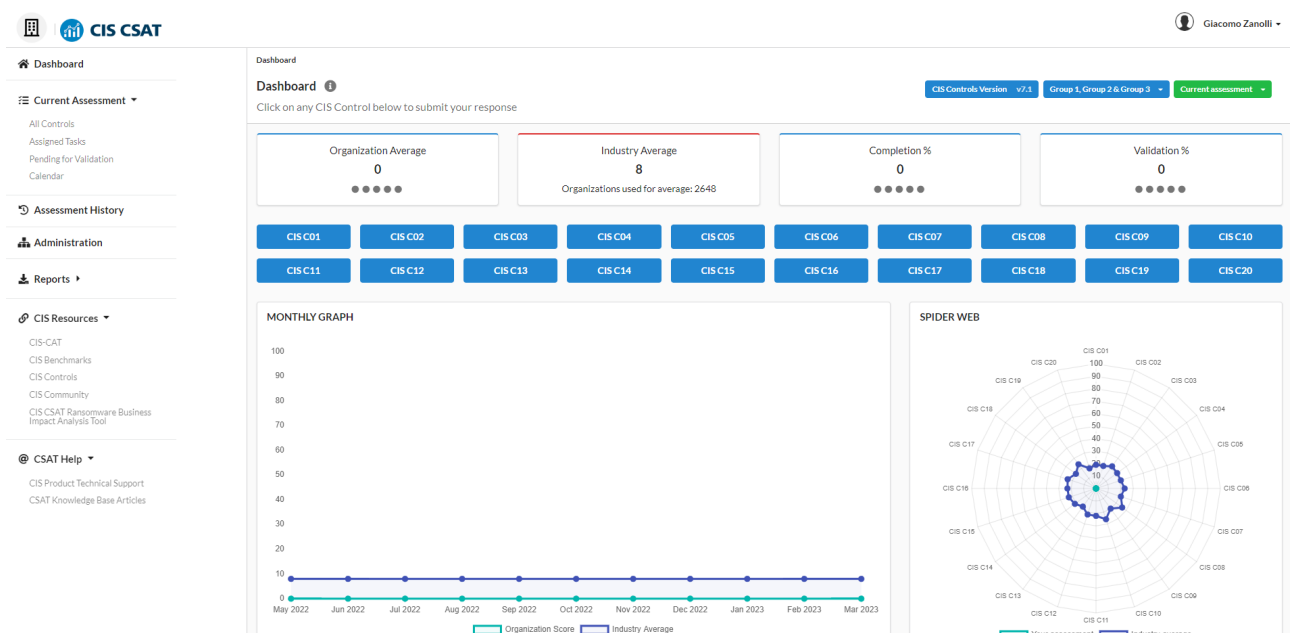 CIS CSAT
Giacomo Zanolli
Dashboard
Current Assessment
All Controls
Assigned Tasks
Pending for Validation
Calendar
Assessment History
Administration
Reports
CIS Resources
CIS-CAT
CIS Benchmarks
CIS Controls
CIS Community
CIS CSAT Ransomware Business
Impact Analysis Tool
CSAT Help
CIS Product Technical Support
CSAT Knowledge Base Articles
Dashboard
Dashboard
Click on any CIS Control below to submit your response
CIS Controls Version v7.1
Group 1, Group 2 & Group 3
Current assessment
Organization Average
0
Industry Average
8
Organizations used for average: 2648
Completion %
0
Validation %
0
CIS C01 CIS C02 CIS C03 CIS C04 CIS C05 CIS C06 CIS C07 CIS C08 CIS C09 CIS C10
CIS C11 CIS C12 CIS C13 CIS C14 CIS C15 CIS C16 CIS C17 CIS C18 CIS C19 CIS C20
MONTHLY GRAPH
100
90
80
70
60
50
40
30
20
10
0
May 2022 Jun 2022 Jul 2022 Aug 2022 Sep 2022 Oct 2022 Nov 2022 Dec 2022 Jan 2023 Feb 2023 Mar 2023
Organization Score Industry Average
SPIDER WEB
CIS C01
CIS C20 100 CIS C02
90
CIS C19 CIS C03
80
70
CIS C18 60 CIS C04
50
40
CIS C17 CIS C05
30
20
10
CIS C16 CIS C06
CIS C15 CIS C07
CIS C14 CIS C08
CIS C13 CIS C09
CIS C12 CIS C10
CIS C11